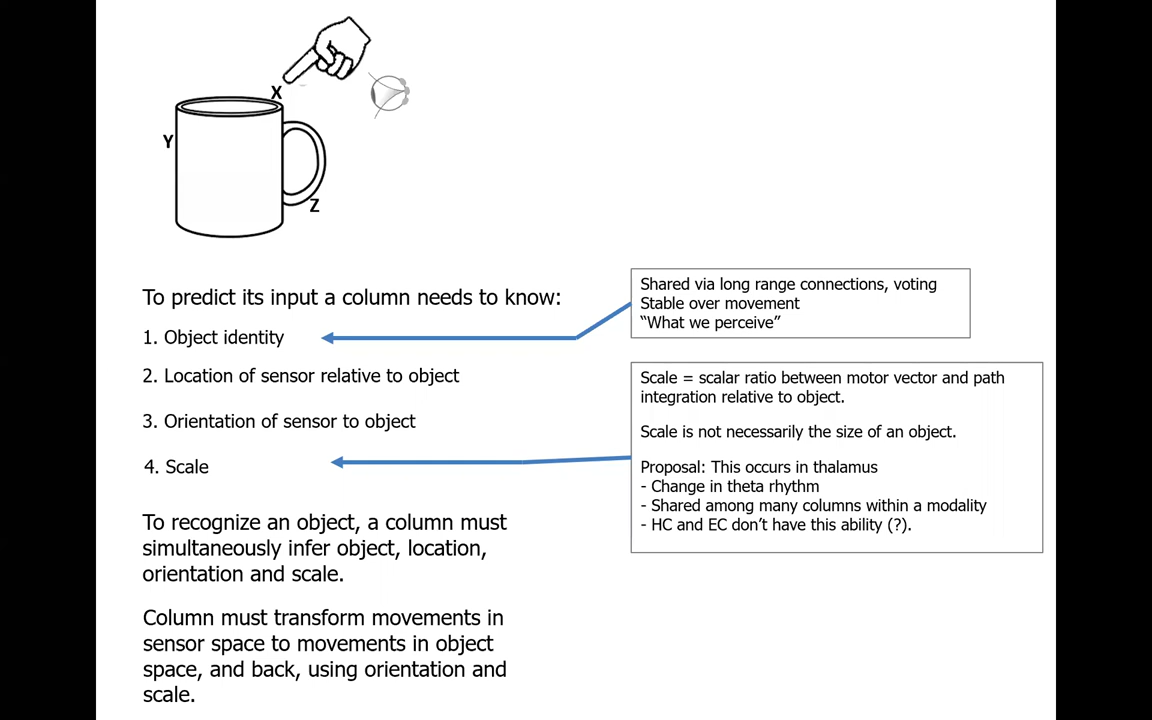 X
Y
Z
To predict its input a column needs to know:
1. Object identity
2. Location of sensor relative to object
3. Orientation of sensor to object
4. Scale
To recognize an object, a column must
simultaneously infer object, location,
orientation and scale.
Column must transform movements in
sensor space to movements in object
space, and back, using orientation and
scale.
Shared via long range connections, voting
Stable over movement
“What we perceive”
Scale = scalar ratio between motor vector and path
integration relative to object.
Scale is not necessarily the size of an object.
Proposal: This occurs in thalamus
- Change in theta rhythm
- Shared among many columns within a modality
- HC and EC don’t have this ability (?).